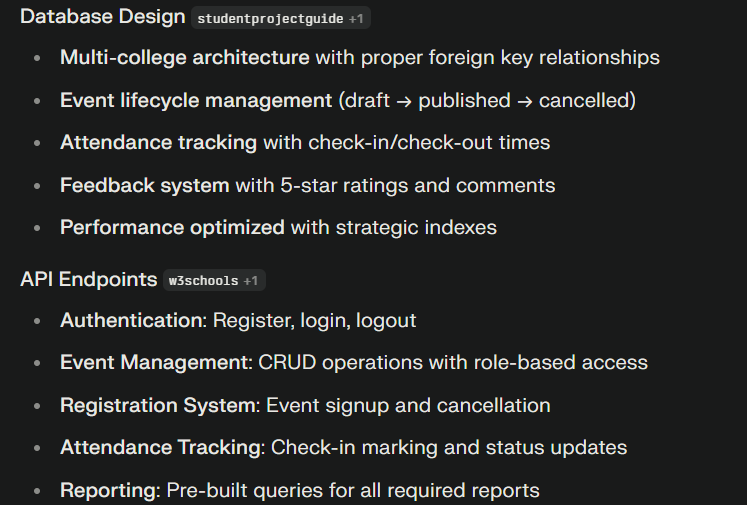 Database Design studentprojectguide +1
• Multi-college architecture with proper foreign key relationships
• Event lifecycle management (draft → published → cancelled)
• Attendance tracking with check-in/check-out times
• Feedback system with 5-star ratings and comments
• Performance optimized with strategic indexes
API Endpoints w3schools +1
• Authentication: Register, login, logout
• Event Management: CRUD operations with role-based access
• Registration System: Event signup and cancellation
• Attendance Tracking: Check-in marking and status updates
• Reporting: Pre-built queries for all required reports